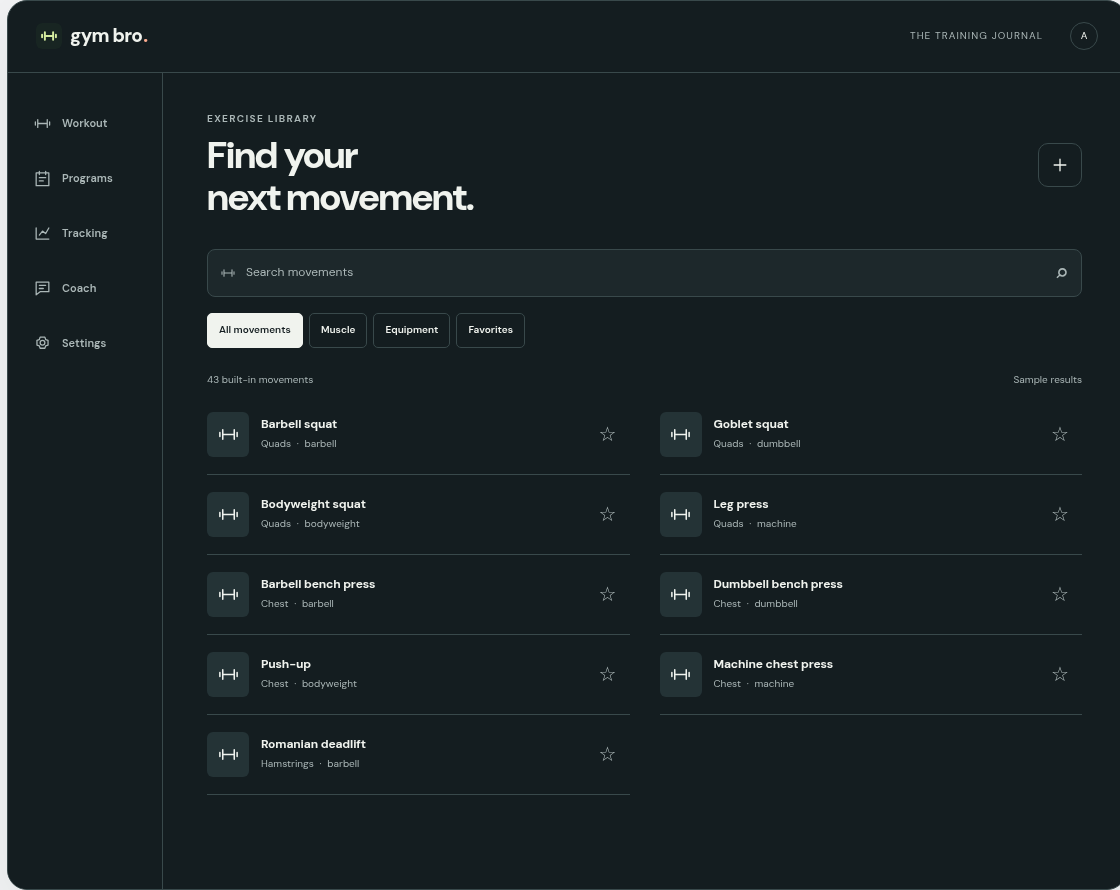 gym bro.
THE TRAINING JOURNAL
A
Workout
Programs
Tracking
Coach
Settings
EXERCISE LIBRARY
Find your
next movement.
Search movements
All movements
Muscle
Equipment
Favorites
43 built-in movements
Sample results
Barbell squat
Quads · barbell
Goblet squat
Quads · dumbbell
Bodyweight squat
Quads · bodyweight
Leg press
Quads · machine
Barbell bench press
Chest · barbell
Dumbbell bench press
Chest · dumbbell
Push-up
Chest · bodyweight
Machine chest press
Chest · machine
Romanian deadlift
Hamstrings · barbell